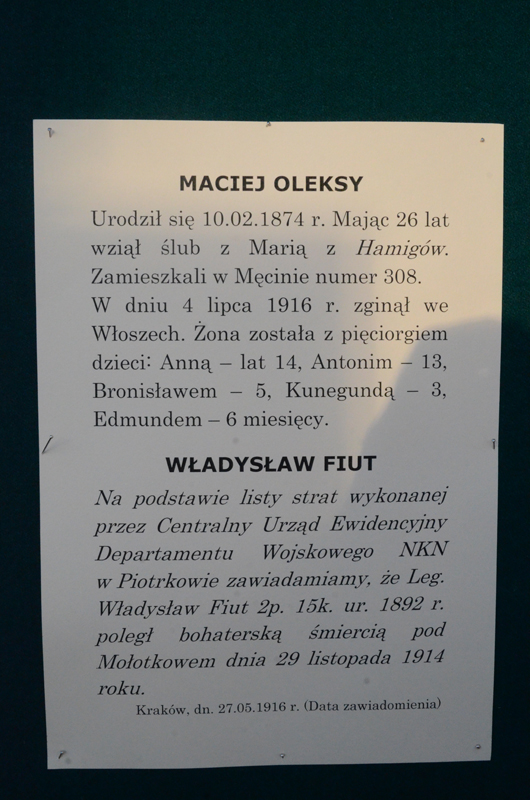 MACIEJ OLEKSY
Urodził się 10.02.1874 r. Mając 26 lat
wziął ślub z Marią z Hamigów.
Zamieszkali w Męcinie numer 308.
W dniu 4 lipca 1916 r. zginął we
Włoszech. Żona została z pięciorgiem
dzieci: Anną – lat 14, Antonim – 13,
Bronisławem – 5, Kunegundą – 3,
Edmundem – 6 miesięcy.
WŁADYSŁAW FIUT
Na podstawie listy strat wykonanej
przez Centralny Urząd Ewidencyjny
Departamentu Wojskowego NKN
w Piotrkowie zawiadamiamy, że Leg.
Władysław Fiut 2p. 15k. ur. 1892 r.
poległ bohaterską śmiercią pod
Mołotkowem dnia 29 listopada 1914
roku.
Kraków, dn. 27.05.1916 r. (Data zawiadomienia)